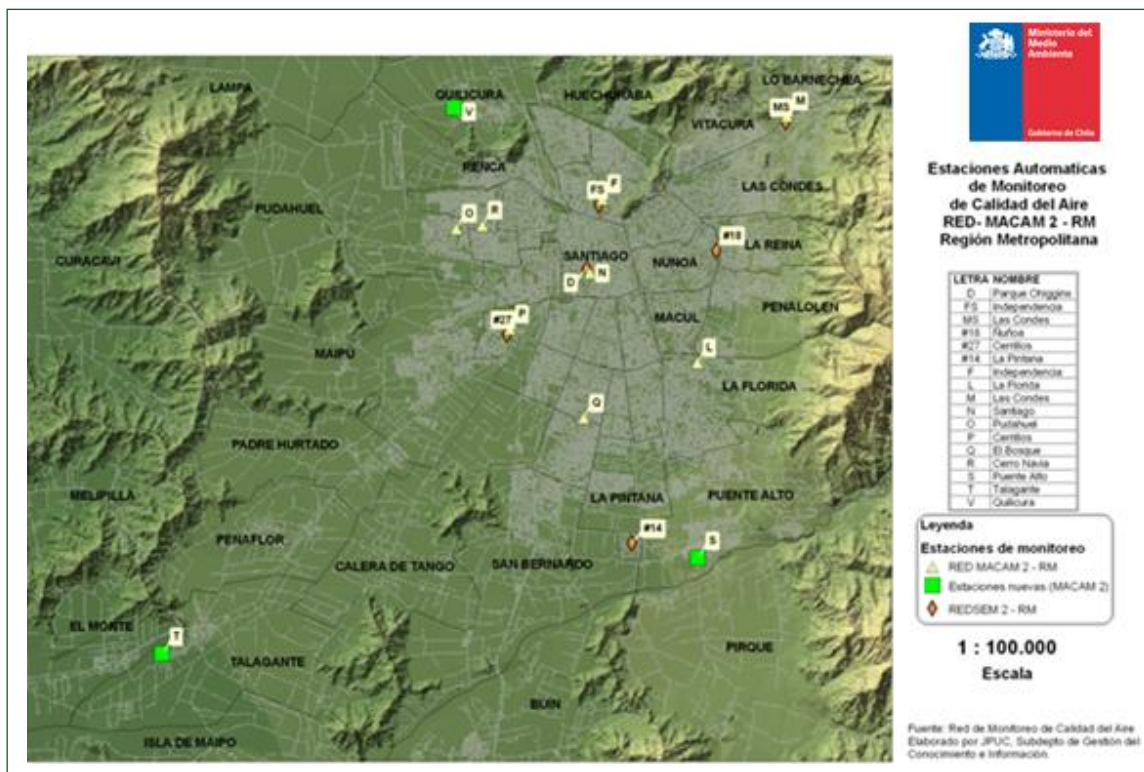 LAMPA
QUILICURA
V
HUECHURABA
LO BARNECHEA
MS M
VITACURA
RENCA
LAS CONDES
FS F
PUDAHUEL
O R
#18
LA REINA
CURACAVI
SANTIAGO
ÑUÑOA
D N
PEÑALOLEN
MACUL
#27 P
MAIPU
L
LA FLORIDA
Q
PADRE HURTADO
MELIPILLA
LA PINTANA
PUENTE ALTO
#14
S
PEÑAFLOR
CALERA DE TANGO
SAN BERNARDO
EL MONTE
T
TALAGANTE
PIRQUE
BUIN
ISLA DE MAIPO
Ministerio del
Medio
Ambiente
Gobierno de Chile
Estaciones Automaticas
de Monitoreo
de Calidad del Aire
RED- MACAM 2 - RM
Región Metropolitana
LETRA NOMBRE
D Parque Ohiggins
FS Independencia
MS Las Condes
#18 Ñuñoa
#27 Cerrillos
#14 La Pintana
F Independencia
L La Florida
M Las Condes
N Santiago
O Pudahuel
P Cerrillos
Q El Bosque
R Cerro Navia
S Puente Alto
T Talagante
V Quilicura
Leyenda
Estaciones de monitoreo
RED MACAM 2 - RM
Estaciones nuevas (MACAM 2)
REDSEM 2 - RM
1 : 100.000
Escala
Fuente: Red de Monitoreo de Calidad del Aire
Elaborado por JPUC, Subdepto de Gestión del
Conocimiento e Información.